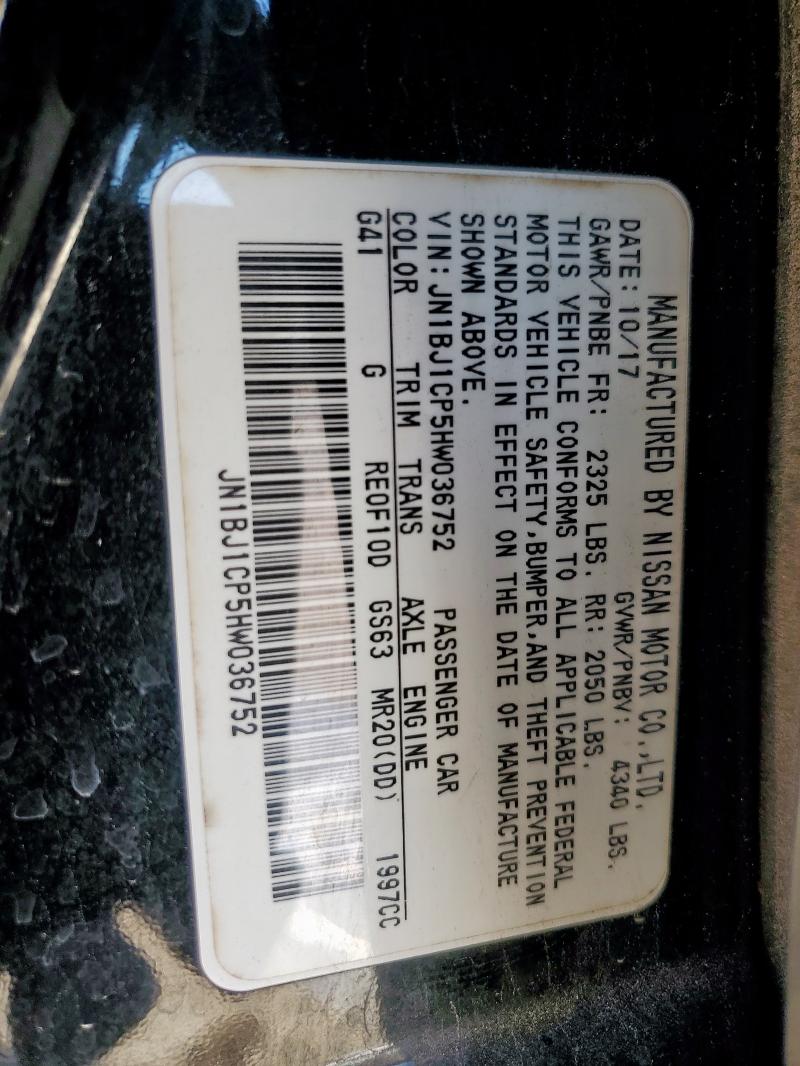 MANUFACTURED BY NISSAN MOTOR CO.,LTD.
DATE: 10/17 GVWR/PNBV: 4340 LBS.
GAWR/PNBE FR: 2325 LBS. RR: 2050 LBS.
THIS VEHICLE CONFORMS TO ALL APPLICABLE FEDERAL
MOTOR VEHICLE SAFETY,BUMPER,AND THEFT PREVENTION
STANDARDS IN EFFECT ON THE DATE OF MANUFACTURE
SHOWN ABOVE.
VIN: JN1BJ1CP5HW036752 PASSENGER CAR
COLOR TRIM TRANS AXLE ENGINE
G41 G RE0F10D GS63 MR20(DD) 1997CC
JN1BJ1CP5HW036752